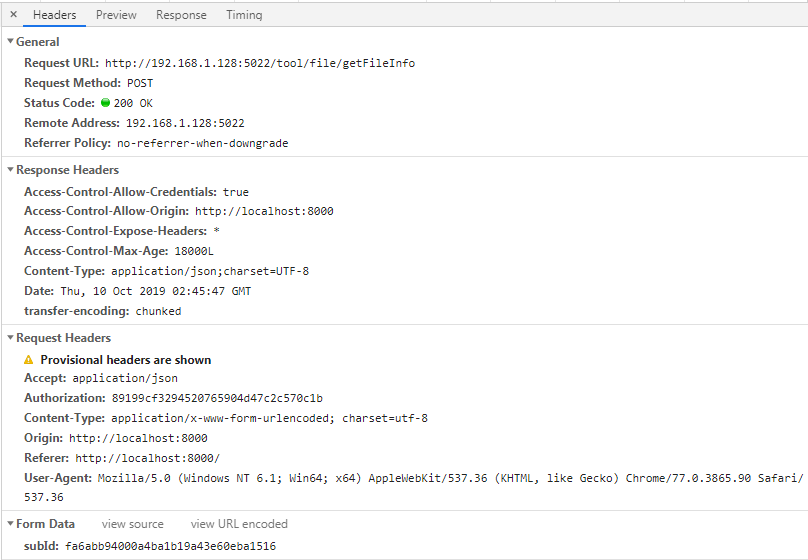 × Headers Preview Response Timing
▼General
Request URL: http://192.168.1.128:5022/tool/file/getFileInfo
Request Method: POST
Status Code: 200 OK
Remote Address: 192.168.1.128:5022
Referrer Policy: no-referrer-when-downgrade
▼Response Headers
Access-Control-Allow-Credentials: true
Access-Control-Allow-Origin: http://localhost:8000
Access-Control-Expose-Headers: *
Access-Control-Max-Age: 18000L
Content-Type: application/json;charset=UTF-8
Date: Thu, 10 Oct 2019 02:45:47 GMT
transfer-encoding: chunked
▼Request Headers
Provisional headers are shown
Accept: application/json
Authorization: 89199cf3294520765904d47c2c570c1b
Content-Type: application/x-www-form-urlencoded; charset=utf-8
Origin: http://localhost:8000
Referer: http://localhost:8000/
User-Agent: Mozilla/5.0 (Windows NT 6.1; Win64; x64) AppleWebKit/537.36 (KHTML, like Gecko) Chrome/77.0.3865.90 Safari/
537.36
▼Form Data view source view URL encoded
subId: fa6abb94000a4ba1b19a43e60eba1516